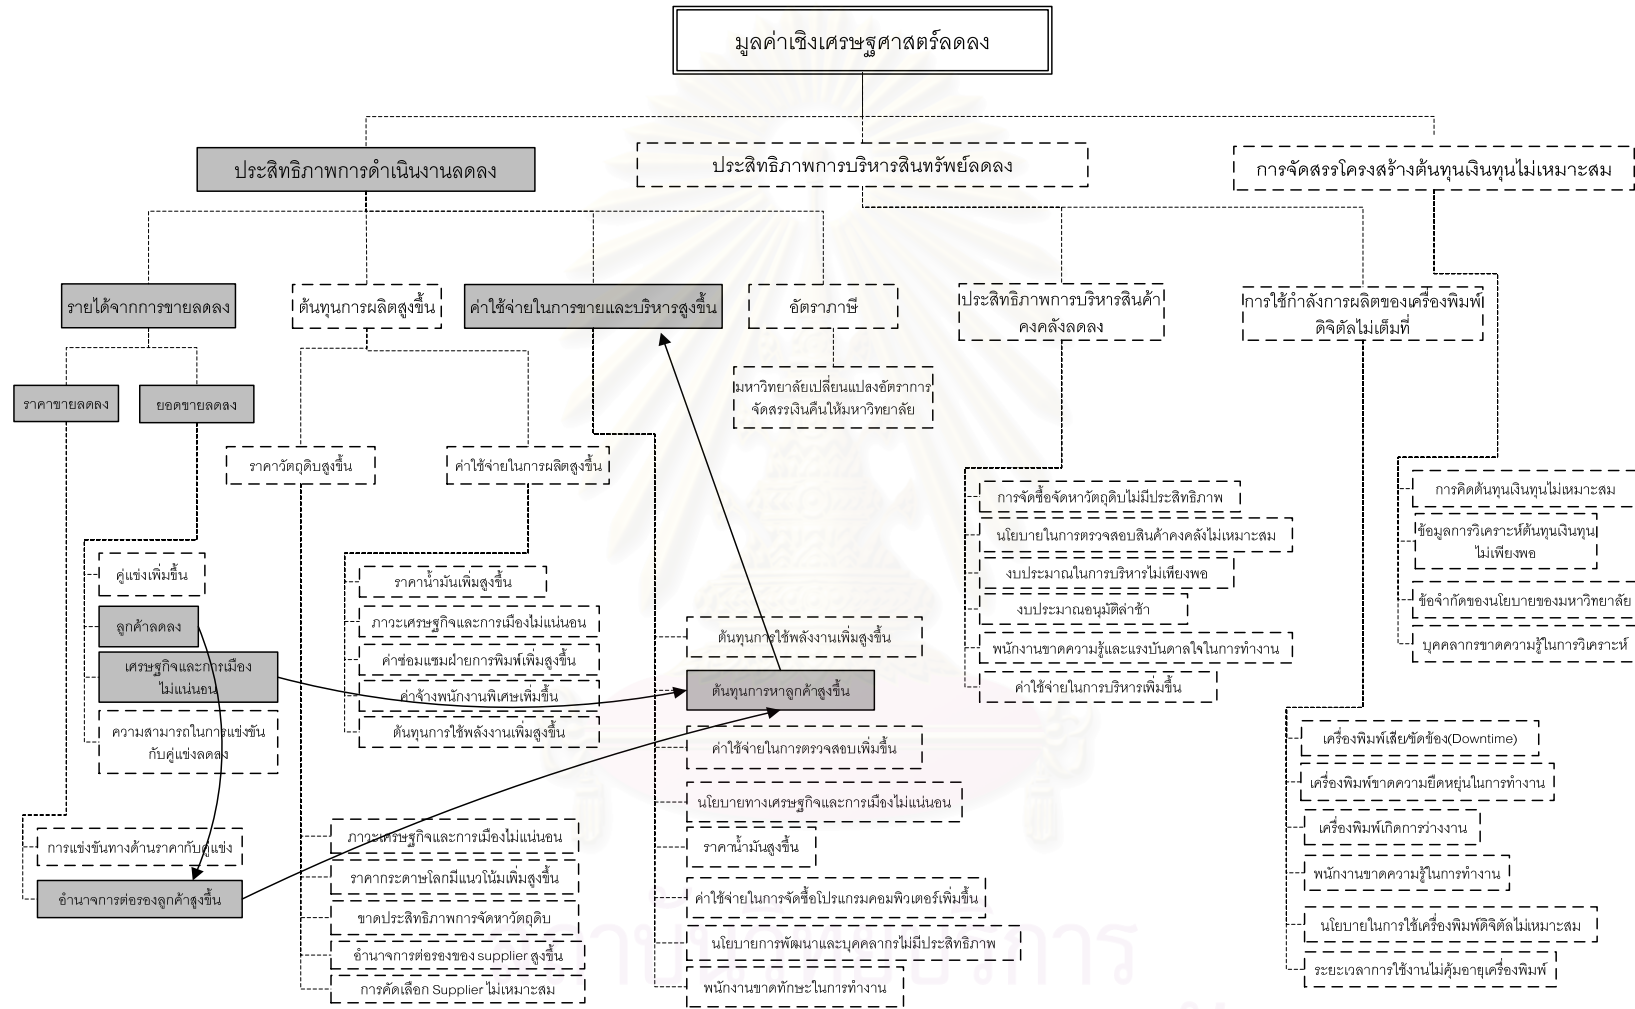 มูลค่าเชิงเศรษฐศาสตร์ลดลง
ประสิทธิภาพการดำเนินงานลดลง
ประสิทธิภาพการบริหารสินทรัพย์ลดลง
การจัดสรรโครงสร้างต้นทุนเงินทุนไม่เหมาะสม
รายได้จากการขายลดลง
ต้นทุนการผลิตสูงขึ้น
ค่าใช้จ่ายในการขายและบริหารสูงขึ้น
อัตราภาษี
ประสิทธิภาพการบริหารสินค้า
คงคลังลดลง
การใช้กำลังการผลิตของเครื่องพิมพ์
ดิจิตัลไม่เต็มที่
ราคาขายลดลง
ยอดขายลดลง
มหาวิทยาลัยเปลี่ยนแปลงอัตราการ
จัดสรรเงินคืนให้มหาวิทยาลัย
ราคาวัตถุดิบสูงขึ้น
ค่าใช้จ่ายในการผลิตสูงขึ้น
คู่แข่งเพิ่มขึ้น
ลูกค้าลดลง
เศรษฐกิจและการเมือง
ไม่แน่นอน
ความสามารถในการแข่งขัน
กับคู่แข่งลดลง
การแข่งขันทางด้านราคากับคู่แข่ง
อำนาจการต่อรองลูกค้าสูงขึ้น
ราคาน้ำมันเพิ่มสูงขึ้น
ภาวะเศรษฐกิจและการเมืองไม่แน่นอน
ค่าซ่อมแซมฝ่ายการพิมพ์เพิ่มสูงขึ้น
ค่าจ้างพนักงานพิเศษเพิ่มขึ้น
ต้นทุนการใช้พลังงานเพิ่มสูงขึ้น
ภาวะเศรษฐกิจและการเมืองไม่แน่นอน
ราคากระดาษโลกมีแนวโน้มเพิ่มสูงขึ้น
ขาดประสิทธิภาพการจัดหาวัตถุดิบ
อำนาจการต่อรองของ supplier สูงขึ้น
การคัดเลือก Supplier ไม่เหมาะสม
ต้นทุนการใช้พลังงานเพิ่มสูงขึ้น
ต้นทุนการหาลูกค้าสูงขึ้น
ค่าใช้จ่ายในการตรวจสอบเพิ่มขึ้น
นโยบายทางเศรษฐกิจและการเมืองไม่แน่นอน
ราคาน้ำมันสูงขึ้น
ค่าใช้จ่ายในการจัดซื้อโปรแกรมคอมพิวเตอร์เพิ่มขึ้น
นโยบายการพัฒนาและบุคคลากรไม่มีประสิทธิภาพ
พนักงานขาดทักษะในการทำงาน
การจัดซื้อจัดหาวัตถุดิบไม่มีประสิทธิภาพ
นโยบายในการตรวจสอบสินค้าคงคลังไม่เหมาะสม
งบประมาณในการบริหารไม่เพียงพอ
งบประมาณอนุมัติล่าช้า
พนักงานขาดความรู้และแรงบันดาลใจในการทำงาน
ค่าใช้จ่ายในการบริหารเพิ่มขึ้น
การคิดต้นทุนเงินทุนไม่เหมาะสม
ข้อมูลการวิเคราะห์ต้นทุนเงินทุน
ไม่เพียงพอ
ข้อจำกัดของนโยบายของมหาวิทยาลัย
บุคคลากรขาดความรู้ในการวิเคราะห์
เครื่องพิมพ์เสีย/ขัดข้อง(Downtime)
เครื่องพิมพ์ขาดความยืดหยุ่นในการทำงาน
เครื่องพิมพ์เกิดการว่างงาน
พนักงานขาดความรู้ในการทำงาน
นโยบายในการใช้เครื่องพิมพ์ดิจิตัลไม่เหมาะสม
ระยะเวลาการใช้งานไม่คุ้มอายุเครื่องพิมพ์